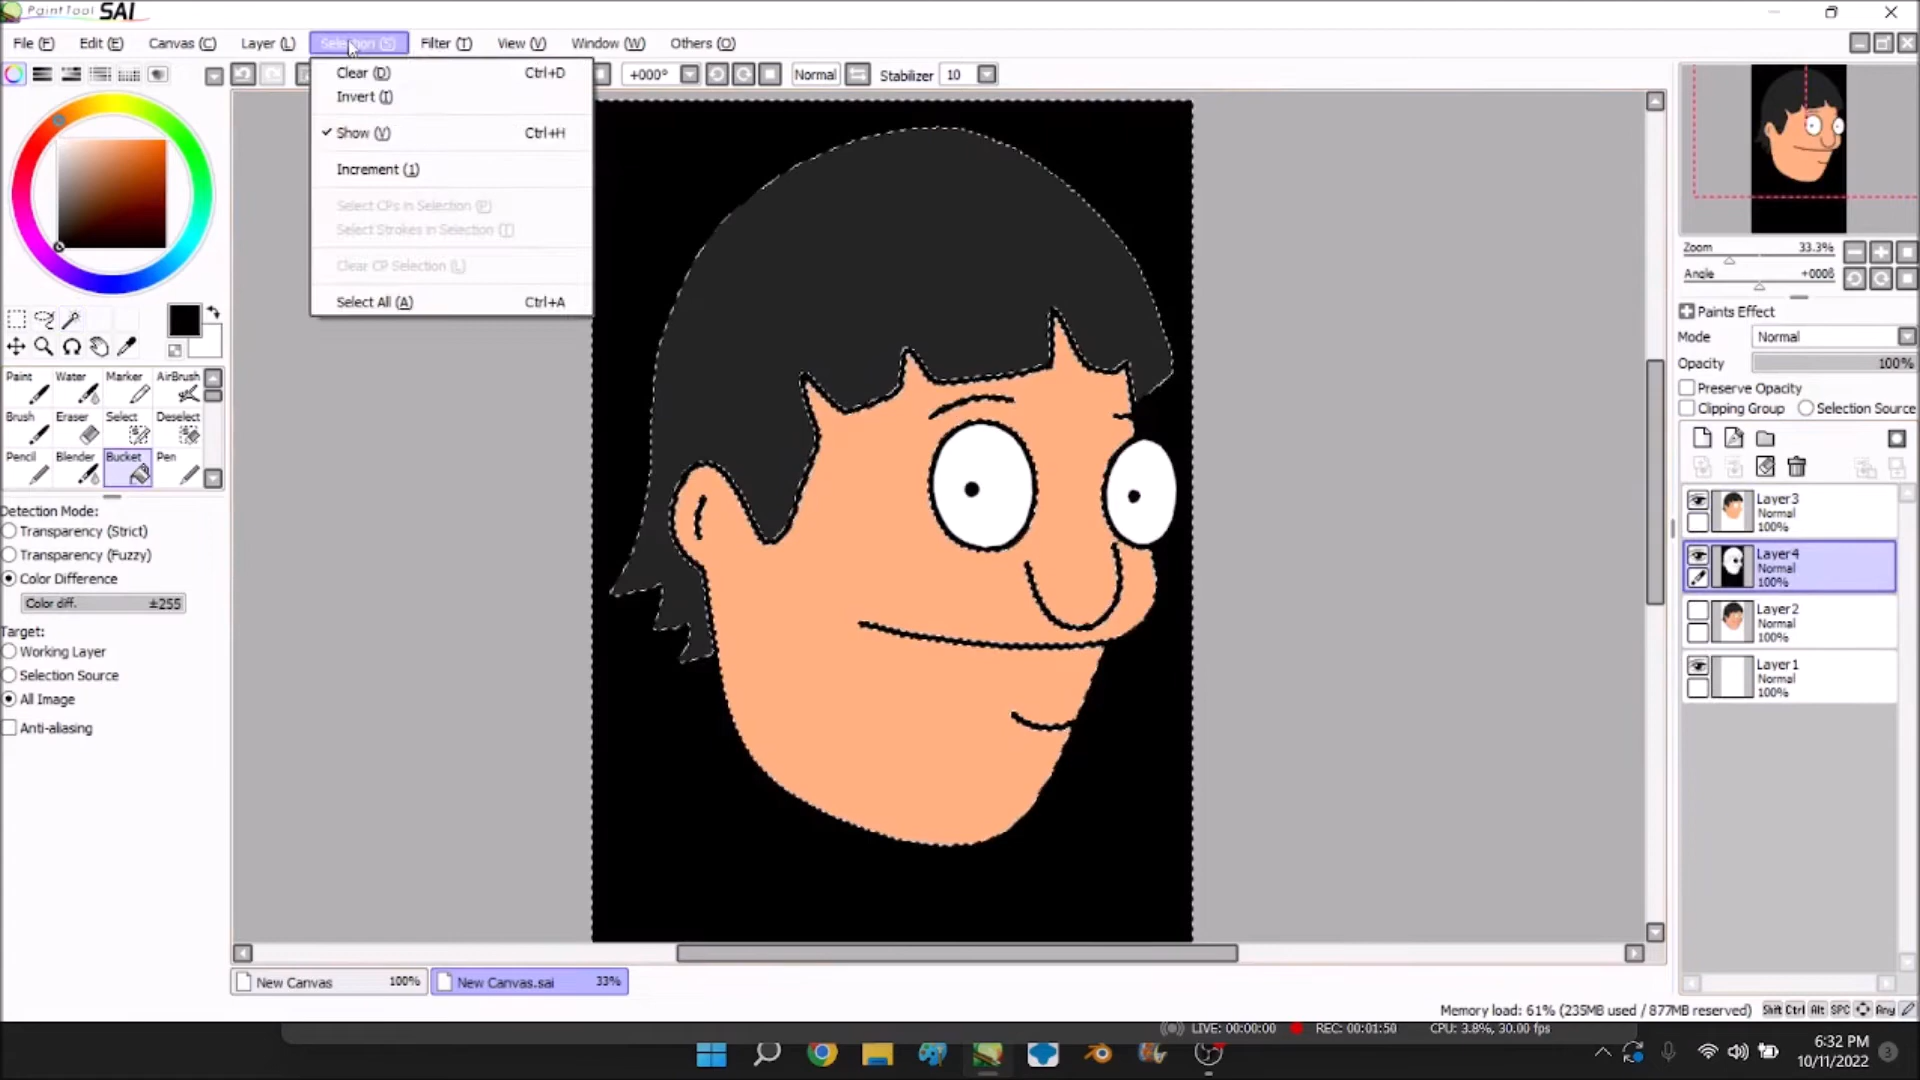 PaintTool SAI
File (F) Edit (E) Canvas (C) Layer (L) Selection (S) Filter (T) View (V) Window (W) Others (O)
+000° Normal Stabilizer 10
Clear (D) Ctrl+D
Invert (I)
Show (V) Ctrl+H
Increment (1)
Select CPs in Selection (P)
Select Strokes in Selection (T)
Clear CP Selection (L)
Select All (A) Ctrl+A
Paint Water Marker AirBrush
Brush Eraser Select Deselect
Pencil Blender Bucket Pen
Detection Mode:
Transparency (Strict)
Transparency (Fuzzy)
Color Difference
Color diff. ±255
Target:
Working Layer
Selection Source
All Image
Anti-aliasing
Zoom 33.3%
Angle +000°
Paints Effect
Mode Normal
Opacity 100%
Preserve Opacity
Clipping Group Selection Source
Layer3
Normal
100%
Layer4
Normal
100%
Layer2
Normal
100%
Layer1
Normal
100%
New Canvas 100% New Canvas.sai 33%
Memory load: 61% (235MB used / 877MB reserved) Shift Ctrl Alt SPC Any
LIVE: 00:00:00 REC: 00:01:50 CPU: 3.8%, 30.00 fps
6:32 PM
10/11/2022 3